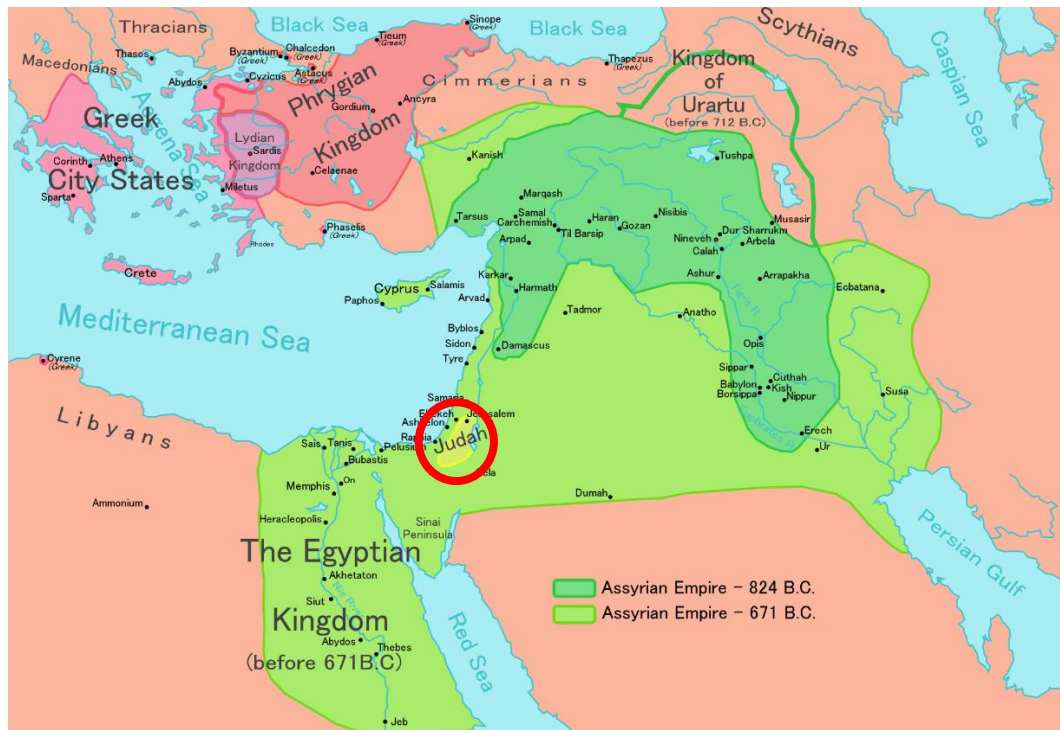 Black Sea
Black Sea
Caspian Sea
Scythians
Thracians
Sinope
(Greek)
Tieum
(Greek)
Byzantium
(Greek)
Chalcedon
(Greek)
Astacus
(Greek)
Thasos
Macedonians
Cyzicus
Abydos
Phrygian
Kingdom
Gordium
Ancyra
Cimmerians
Thapezus
(Greek)
Kingdom
of
Urartu
(before 712 B.C)
Greek
City States
Corinth
Athens
Sparta
Lydian
Sardis
Kingdom
Miletus
Celaenae
Kanish
Tushpa
Marqash
Tarsus
Samal
Carchemish
Til Barsip
Haran
Gozan
Nisibis
Musasir
Dur Sharrukm
Nineveh
Arbela
Calah
Phaselis
(Greek)
Rhodes
Crete
Arpad
Ashur
Arrapakha
Ecbatana
Cyprus
Salamis
Paphos
Karkar
Harmath
Arvad
Tadmor
Anatho
Tigris R.
Mediterranean Sea
Byblos
Sidon
Tyre
Damascus
Opis
Sippar
Cuthah
Babylon
Kish
Borsippa
Nippur
Susa
Cyrene
(Greek)
Libyans
Samaria
Jerusalem
Raphia
Judah
Euphrates R.
Erech
Ur
Sais
Tanis
Pelusium
Bubastis
Memphis
On
Dumah
Ammonium
Heracleopolis
Sinai
Peninsula
Persian Gulf
The Egyptian
Kingdom
(before 671B.C)
Akhetaton
Siut
Abydos
Thebes
Jeb
Red Sea
Assyrian Empire – 824 B.C.
Assyrian Empire – 671 B.C.